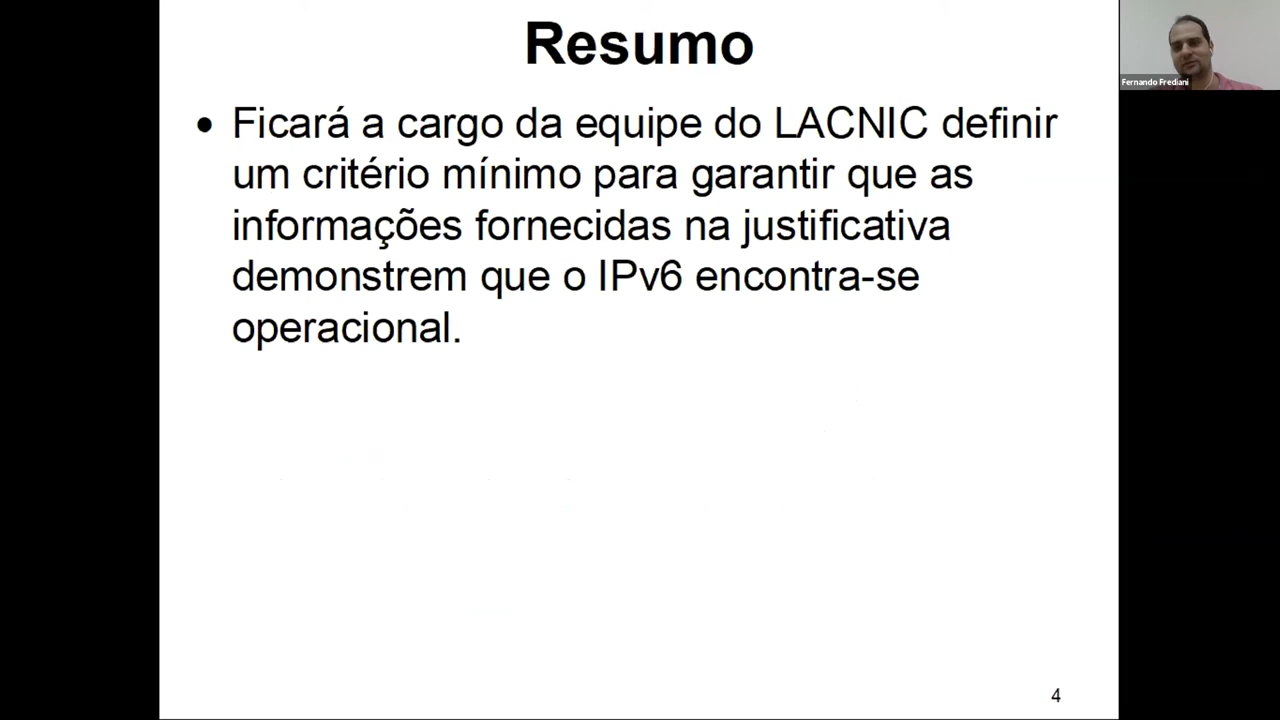 Resumo
• Ficará a cargo da equipe do LACNIC definir
um critério mínimo para garantir que as
informações fornecidas na justificativa
demonstrem que o IPv6 encontra-se
operacional.
4
Fernando Frediani